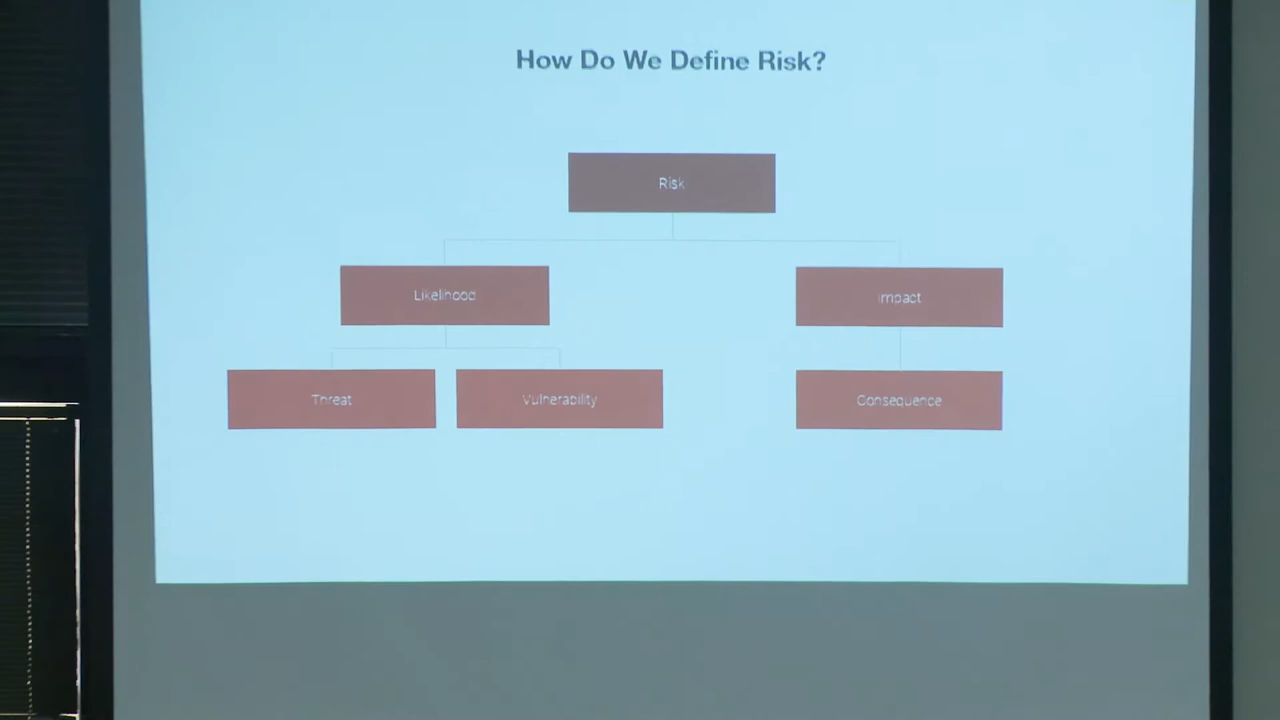 How Do We Define Risk?
Risk
Likelihood
Impact
Threat
Vulnerability
Consequence